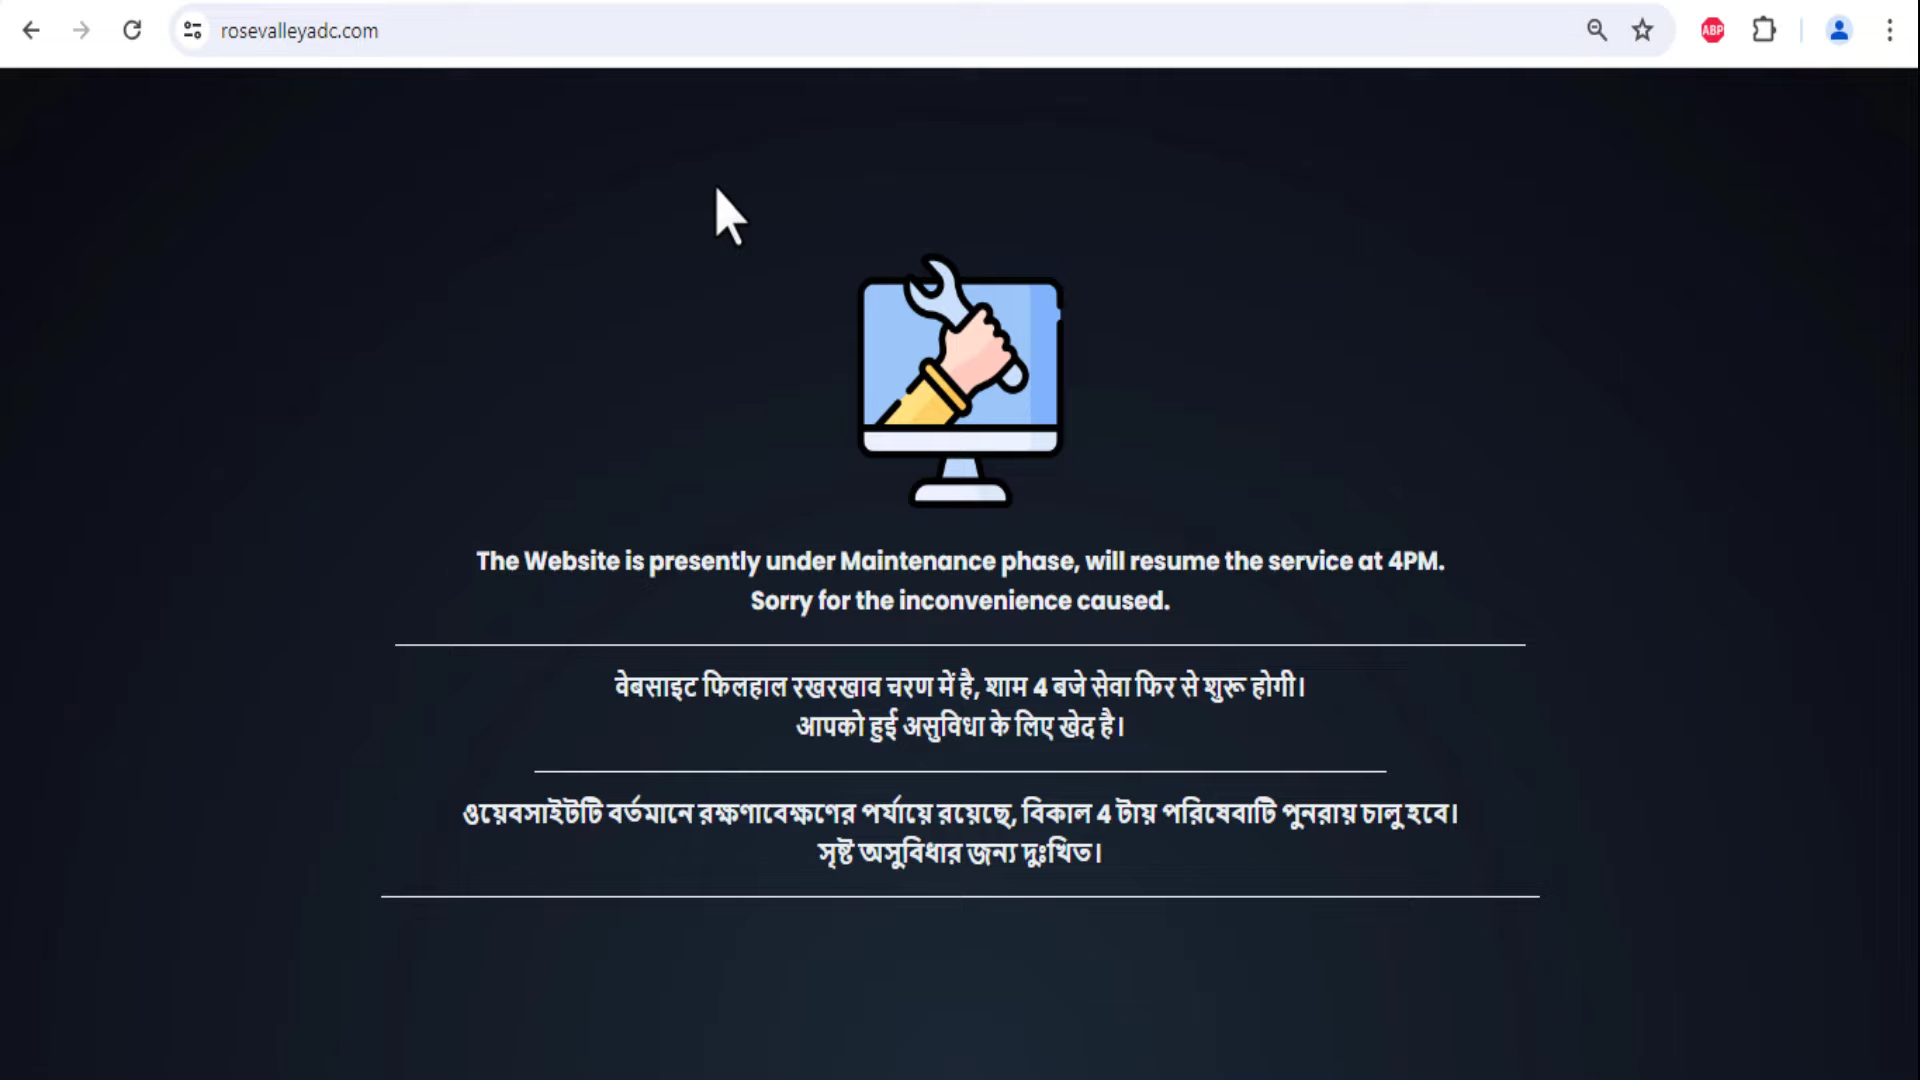 rosevalleyadc.com
ABP
The Website is presently under Maintenance phase, will resume the service at 4PM.
Sorry for the inconvenience caused.
वेबसाइट फिलहाल रखरखाव चरण में है, शाम 4 बजे सेवा फिर से शुरू होगी।
आपको हुई असुविधा के लिए खेद है।
ওয়েবসাইটটি বর্তমানে রক্ষণাবেক্ষণের পর্যায়ে রয়েছে, বিকাল 4 টায় পরিষেবাটি পুনরায় চালু হবে।
সৃষ্ট অসুবিধার জন্য দুঃখিত।